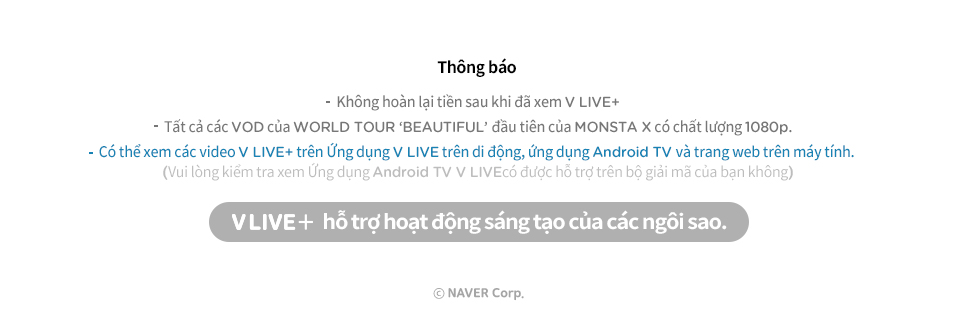 Thông báo
- Không hoàn lại tiền sau khi đã xem V LIVE+
- Tất cả các VOD của WORLD TOUR ‘BEAUTIFUL’ đầu tiên của MONSTA X có chất lượng 1080p.
- Có thể xem các video V LIVE+ trên Ứng dụng V LIVE trên di động, ứng dụng Android TV và trang web trên máy tính.
(Vui lòng kiểm tra xem Ứng dụng Android TV V LIVEcó được hỗ trợ trên bộ giải mã của bạn không)
V LIVE+ hỗ trợ hoạt động sáng tạo của các ngôi sao.
© NAVER Corp.